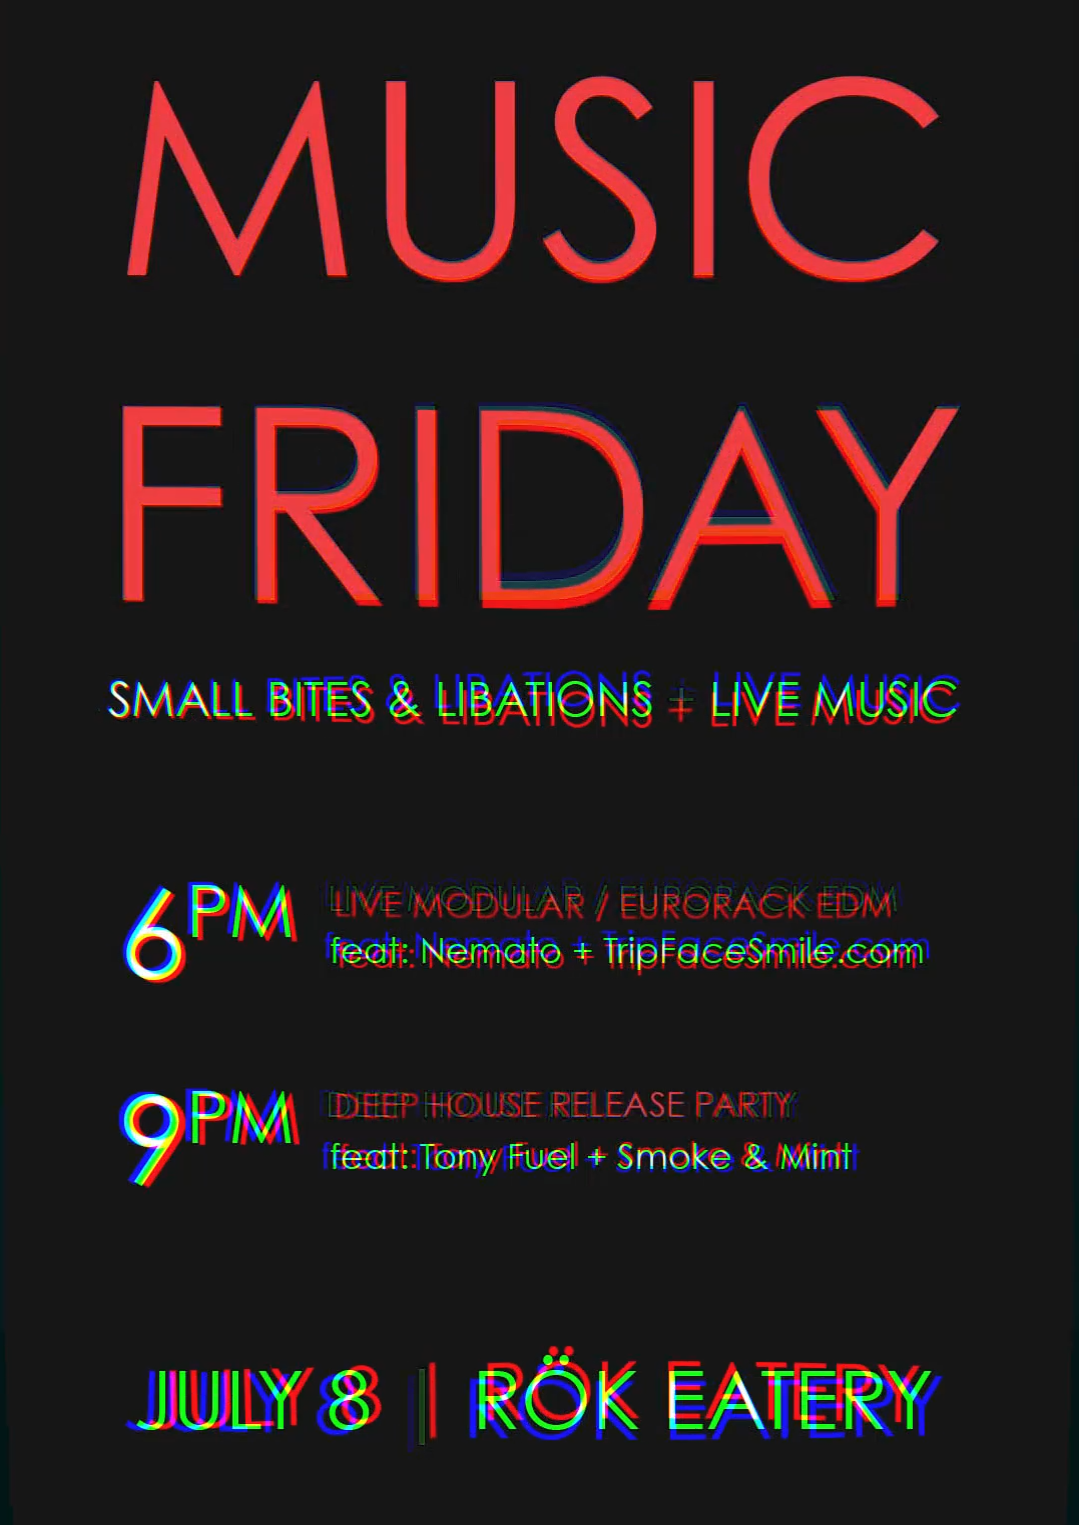 MUSIC
FRIDAY
SMALL BITES & LIBATIONS + LIVE MUSIC
6PM
LIVE MODULAR / EURORACK EDM
feat: Nemato + TripFaceSmile.com
9PM
DEEP HOUSE RELEASE PARTY
feat: Tony Fuel + Smoke & Mint
JULY 8 | RÖK EATERY